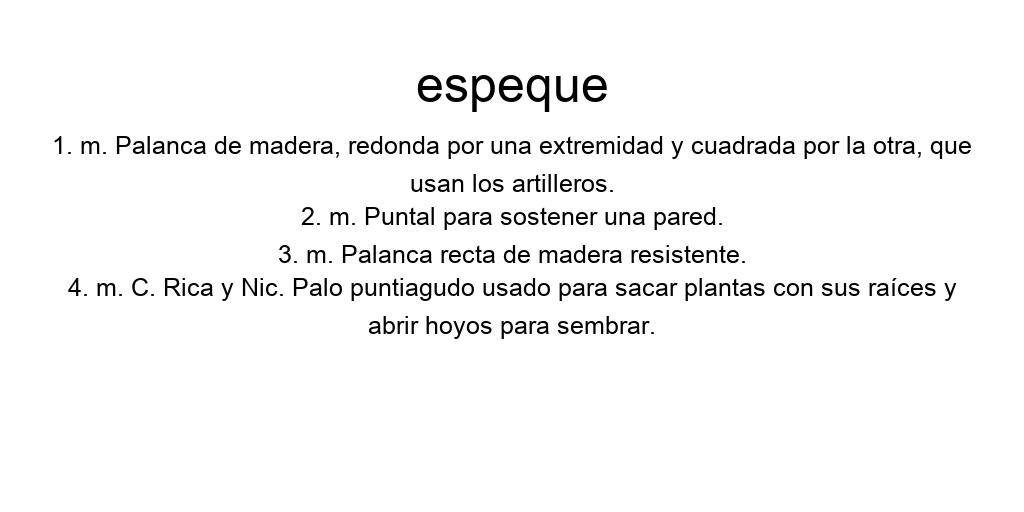 espeque
1. m. Palanca de madera, redonda por una extremidad y cuadrada por la otra, que
usan los artilleros.
2. m. Puntal para sostener una pared.
3. m. Palanca recta de madera resistente.
4. m. C. Rica y Nic. Palo puntiagudo usado para sacar plantas con sus raíces y
abrir hoyos para sembrar.